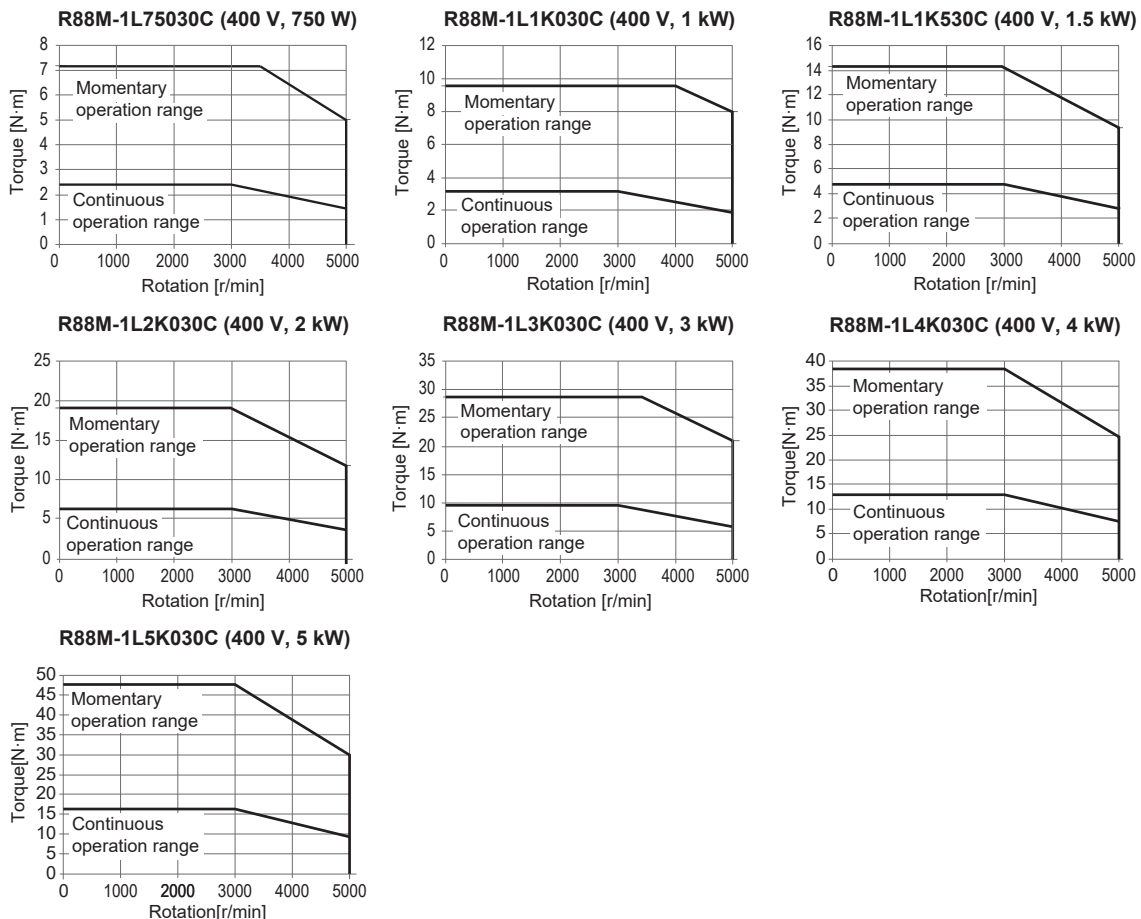 R88M-1L75030C (400 V, 750 W)
Torque [N·m]
8
7
6
5
4
3
2
1
0
Momentary
operation range
Continuous
operation range
0 1000 2000 3000 4000 5000
Rotation [r/min]
R88M-1L1K030C (400 V, 1 kW)
Torque [N·m]
12
10
8
6
4
2
0
Momentary
operation range
Continuous
operation range
0 1000 2000 3000 4000 5000
Rotation [r/min]
R88M-1L1K530C (400 V, 1.5 kW)
Torque [N·m]
16
14
12
10
8
6
4
2
0
Momentary
operation range
Continuous
operation range
0 1000 2000 3000 4000 5000
Rotation [r/min]
R88M-1L2K030C (400 V, 2 kW)
Torque [N·m]
25
20
15
10
5
0
Momentary
operation range
Continuous
operation range
0 1000 2000 3000 4000 5000
Rotation [r/min]
R88M-1L3K030C (400 V, 3 kW)
Torque [N·m]
35
30
25
20
15
10
5
0
Momentary
operation range
Continuous
operation range
0 1000 2000 3000 4000 5000
Rotation [r/min]
R88M-1L4K030C (400 V, 4 kW)
Torque[N·m]
40
35
30
25
20
15
10
5
0
Momentary
operation range
Continuous
operation range
0 1000 2000 3000 4000 5000
Rotation[r/min]
R88M-1L5K030C (400 V, 5 kW)
Torque[N·m]
50
45
40
35
30
25
20
15
10
5
0
Momentary
operation range
Continuous
operation range
0 1000 2000 3000 4000 5000
Rotation[r/min]